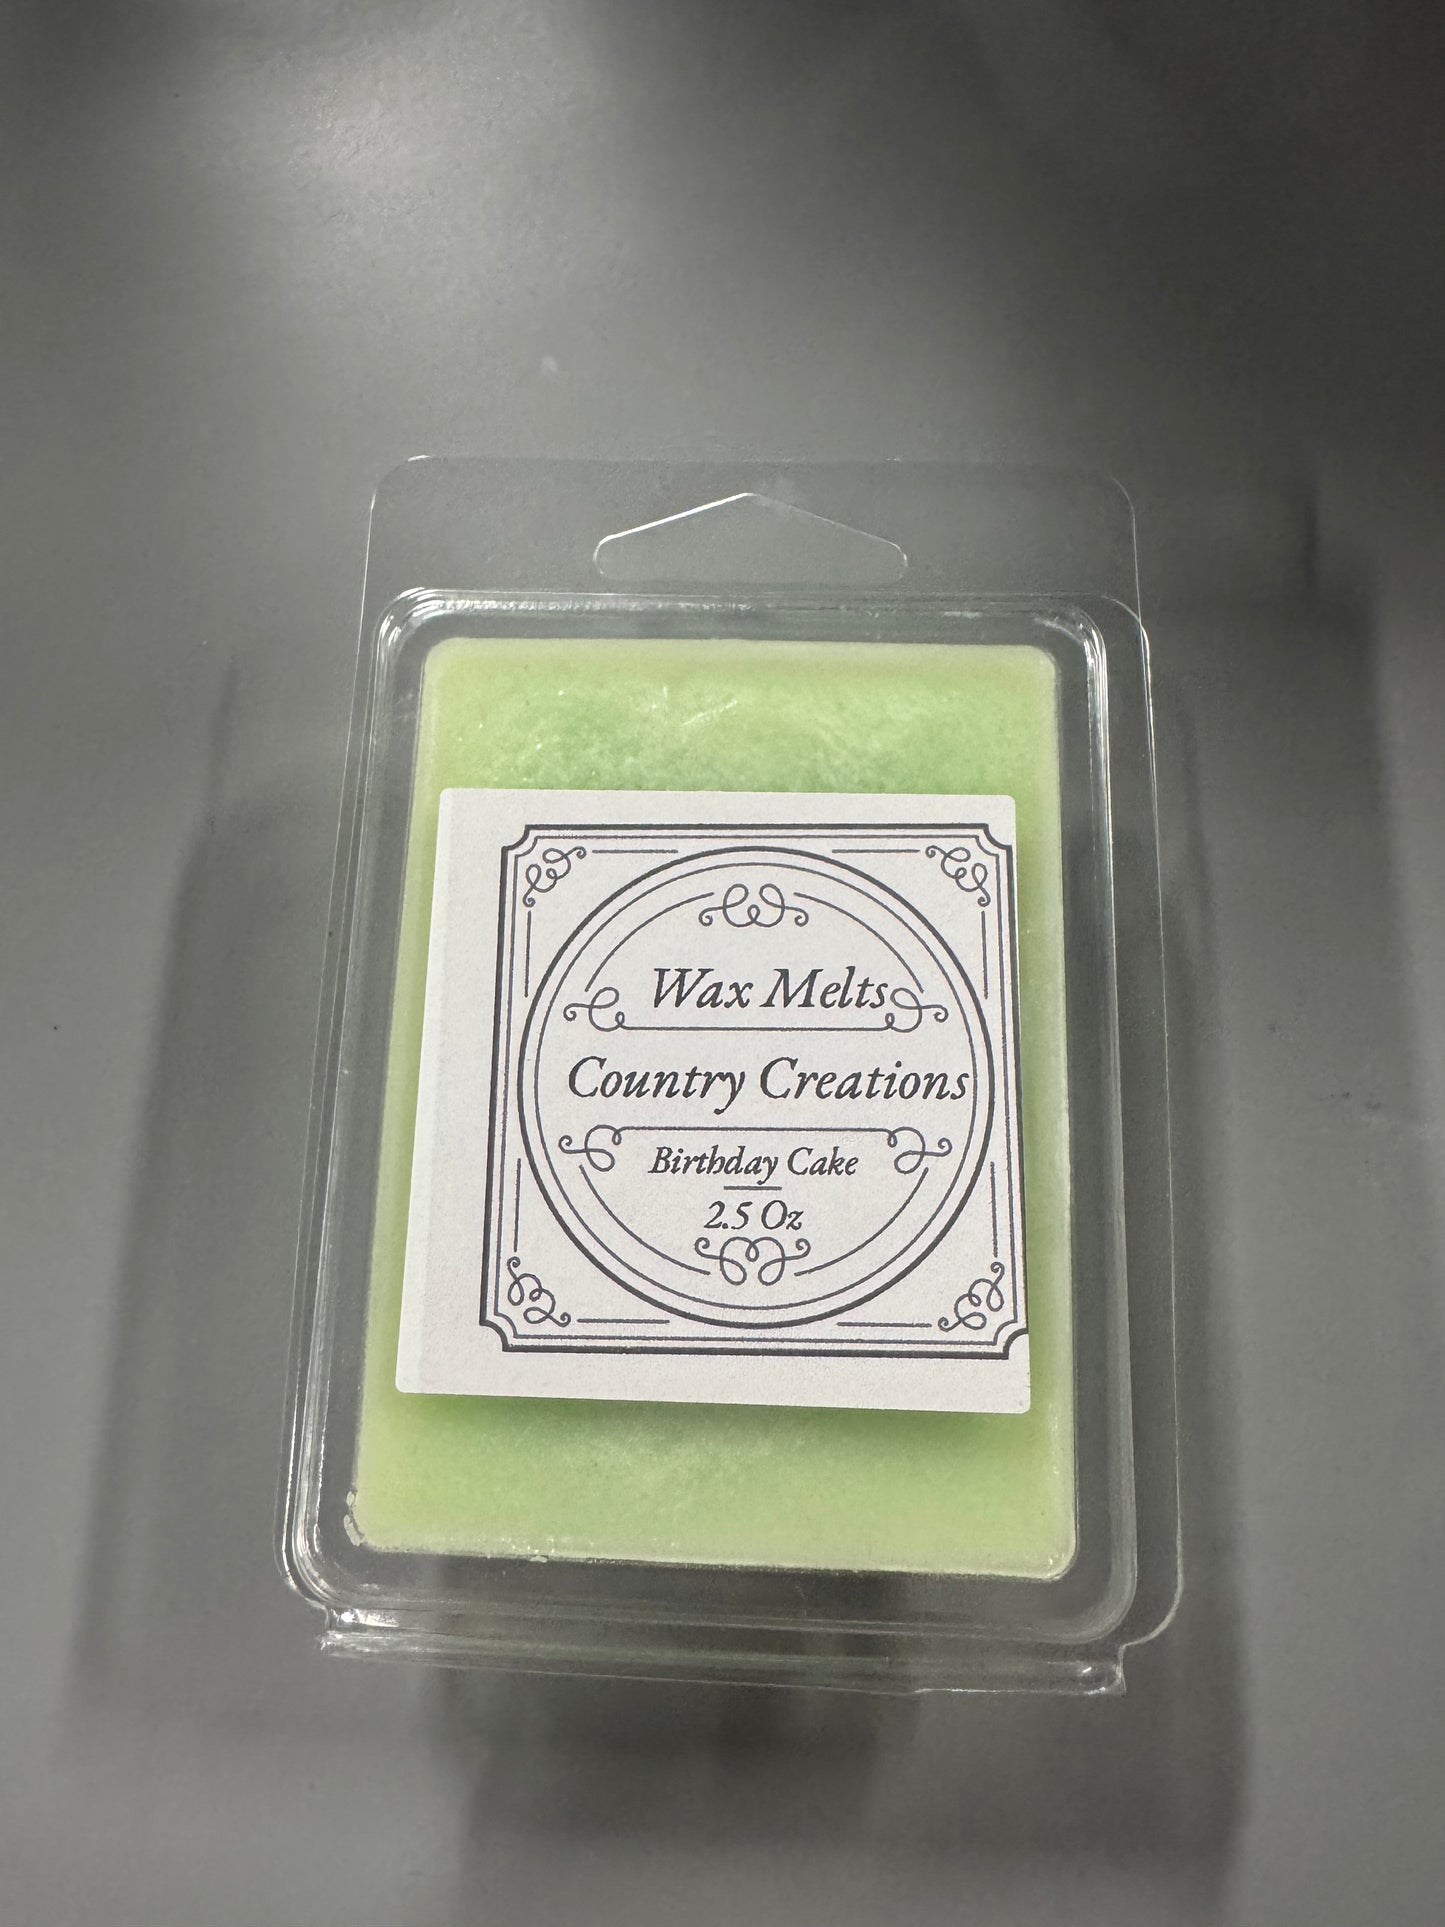 Wax Melts
Country Creations
Birthday Cake
2.5 Oz